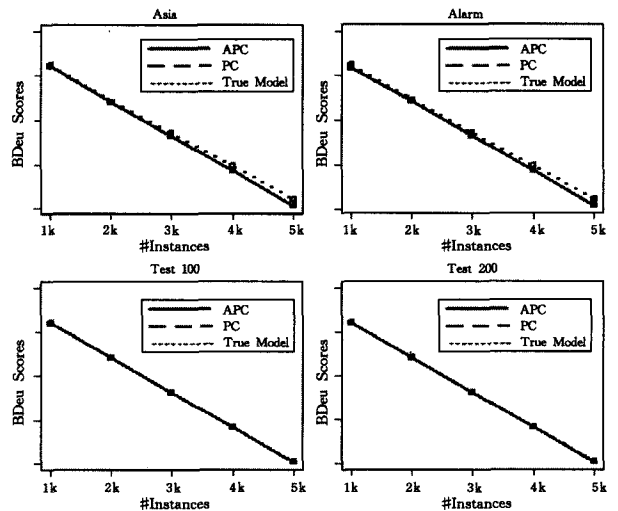 Asia
APC
PC
True Model
BDeu Scores
1k 2k 3k 4k 5k
#Instances
Alarm
APC
PC
True Model
BDeu Scores
1k 2k 3k 4k 5k
#Instances
Test 100
APC
PC
True Model
BDeu Scores
1k 2k 3k 4k 5k
#Instances
Test 200
APC
PC
True Model
BDeu Scores
1k 2k 3k 4k 5k
#Instances